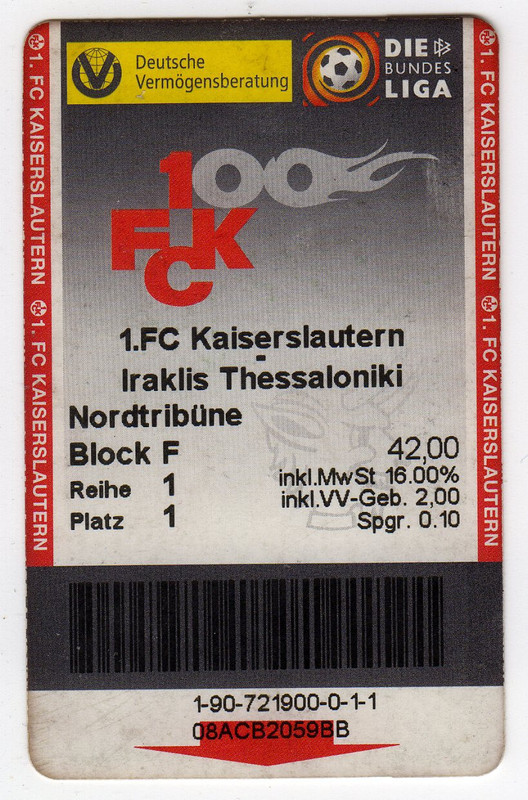 Deutsche
Vermögensberatung
DIE
BUNDES
LIGA
100
FCK
1.FC Kaiserslautern
-
Iraklis Thessaloniki
Nordtribüne
Block F
42,00
Reihe 1
inkl.MwSt 16.00%
inkl.VV-Geb. 2,00
Platz 1
Spgr. 0.10
1-90-721900-0-1-1
08ACB2059BB
1. FC KAISERSLAUTERN
1. FC KAISERSLAUTERN
1. FC KAISERSLAUTERN
1. FC KAISERSLAUTERN